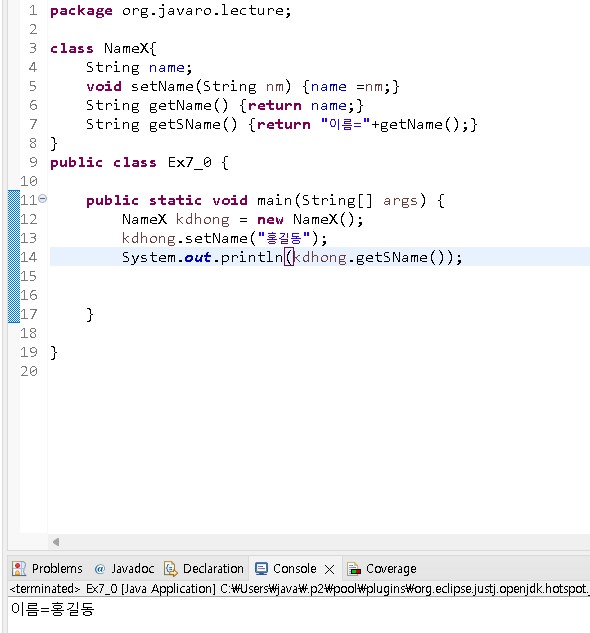 1 package org.javaro.lecture;
2
3 class NameX{
4 String name;
5 void setName(String nm) {name =nm;}
6 String getName() {return name;}
7 String getSName() {return "이름="+getName();}
8 }
9 public class Ex7_0 {
10
11 public static void main(String[] args) {
12 NameX kdhong = new NameX();
13 kdhong.setName("홍길동");
14 System.out.println(kdhong.getSName());
15
16
17 }
18
19 }
20
Problems @ Javadoc Declaration Console Coverage
<terminated> Ex7_0 [Java Application] C:₩Users₩java₩.p2₩pool₩plugins₩org.eclipse.justj.openjdk.hotspot.
이름=홍길동